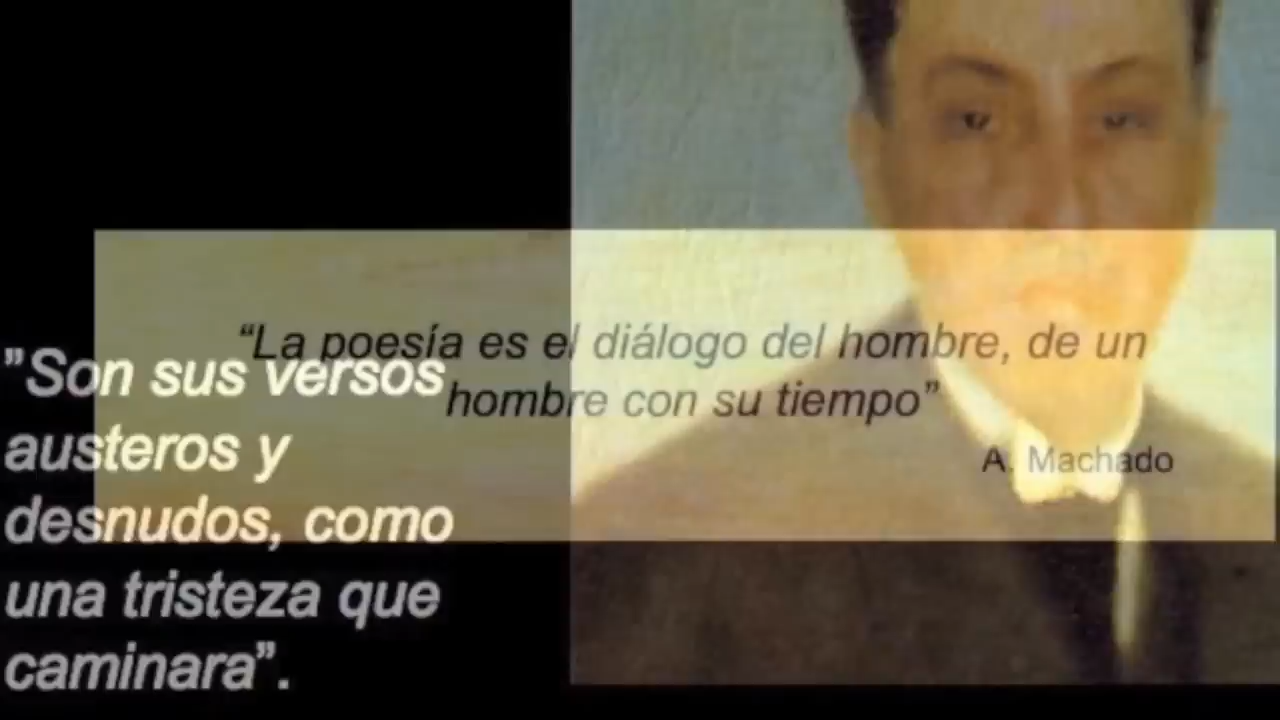 “La poesía es el diálogo del hombre, de un
hombre con su tiempo”
A. Machado
”Son sus versos
austeros y
desnudos, como
una tristeza que
caminara”.